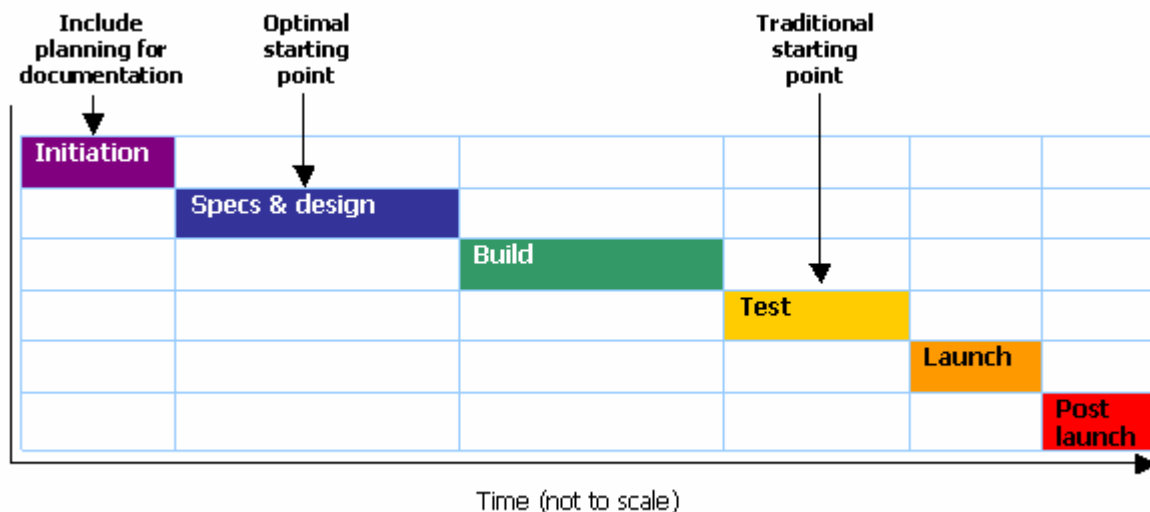 Include
planning for
documentation
Optimal
starting
point
Traditional
starting
point
Initiation
Specs & design
Build
Test
Launch
Post
launch
Time (not to scale)